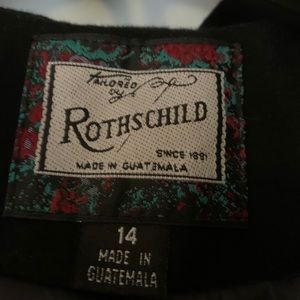 TAILORED
by
ROTHSCHILD
SINCE 1881
MADE IN GUATEMALA
14
MADE IN
GUATEMALA